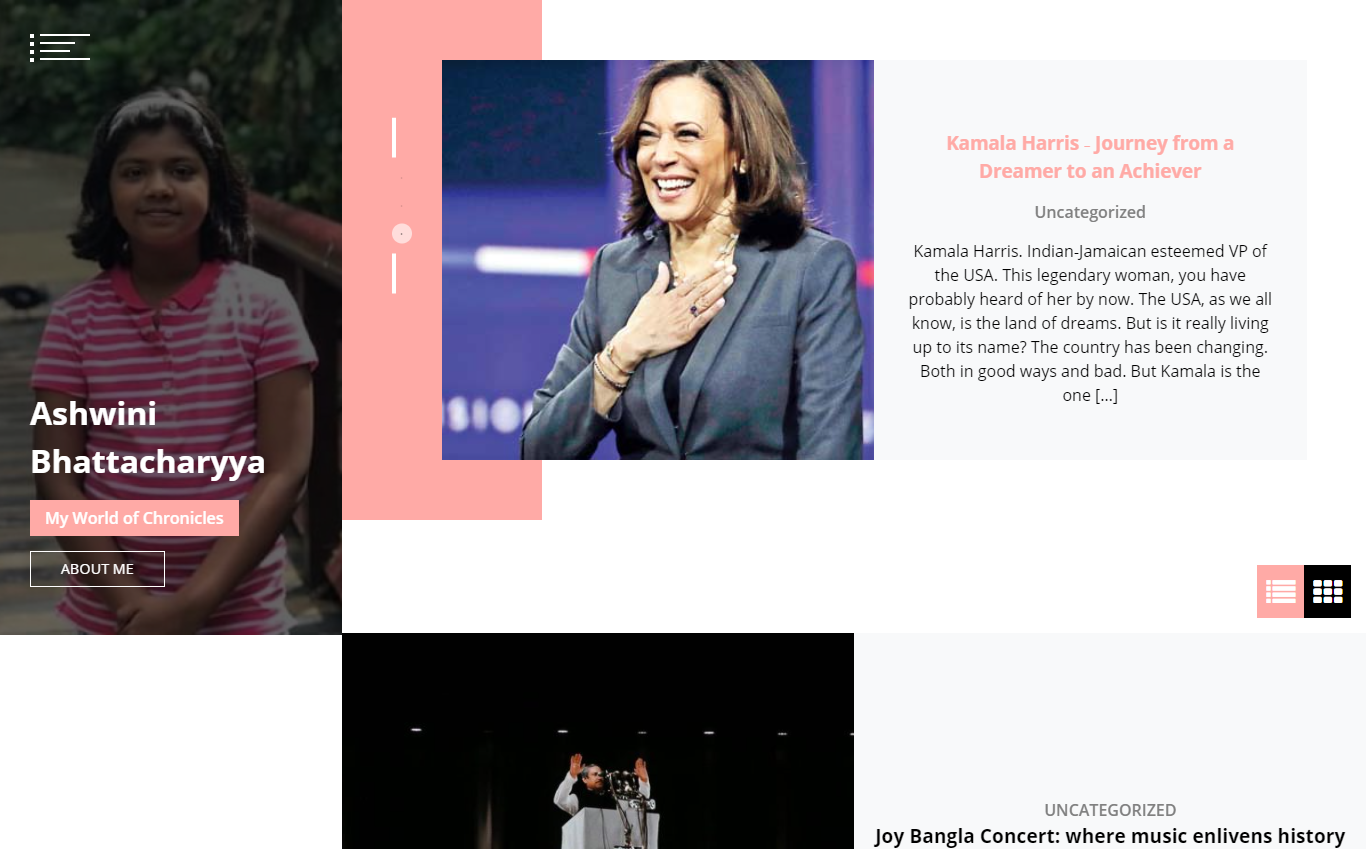 Ashwini
Bhattacharyya
My World of Chronicles
ABOUT ME
Kamala Harris - Journey from a
Dreamer to an Achiever
Uncategorized
Kamala Harris. Indian-Jamaican esteemed VP of
the USA. This legendary woman, you have
probably heard of her by now. The USA, as we all
know, is the land of dreams. But is it really living
up to its name? The country has been changing.
Both in good ways and bad. But Kamala is the
one [...]
UNCATEGORIZED
Joy Bangla Concert: where music enlivens history